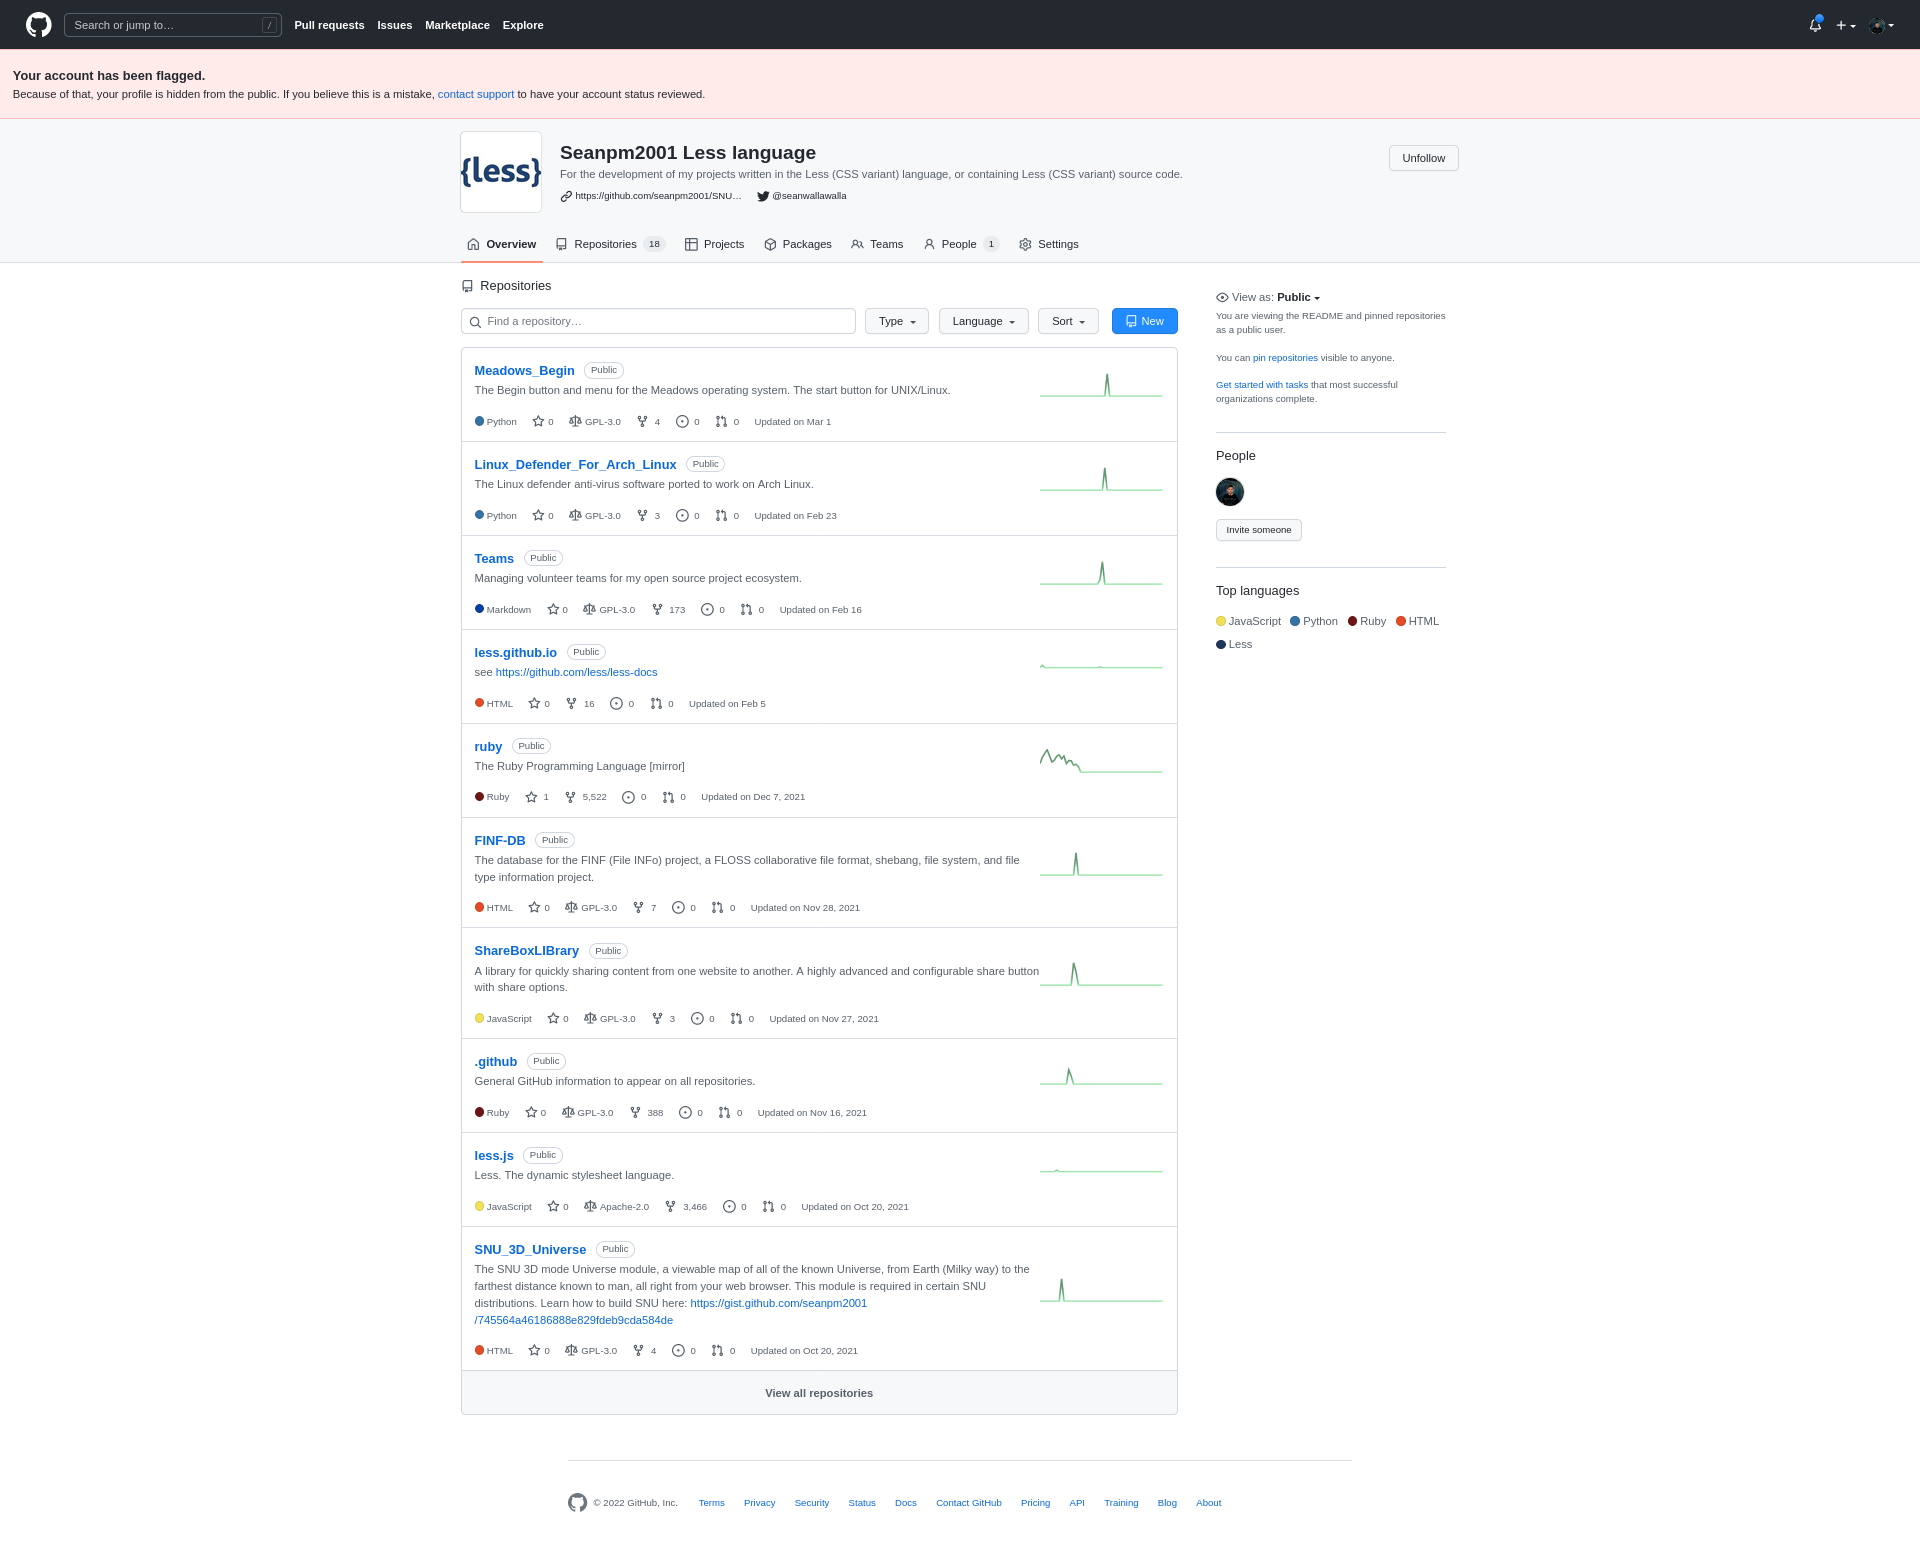 Search or jump to…
/
Pull requests
Issues
Marketplace
Explore
Your account has been flagged.
Because of that, your profile is hidden from the public. If you believe this is a mistake, contact support to have your account status reviewed.
{less}
Seanpm2001 Less language
For the development of my projects written in the Less (CSS variant) language, or containing Less (CSS variant) source code.
https://github.com/seanpm2001/SNU… @seanwallawalla
Unfollow
Overview Repositories 18 Projects Packages Teams People 1 Settings
Repositories
Find a repository… Type Language Sort New
Meadows_Begin Public
The Begin button and menu for the Meadows operating system. The start button for UNIX/Linux.
Python 0 GPL-3.0 4 0 0 Updated on Mar 1
Linux_Defender_For_Arch_Linux Public
The Linux defender anti-virus software ported to work on Arch Linux.
Python 0 GPL-3.0 3 0 0 Updated on Feb 23
Teams Public
Managing volunteer teams for my open source project ecosystem.
Markdown 0 GPL-3.0 173 0 0 Updated on Feb 16
less.github.io Public
see https://github.com/less/less-docs
HTML 0 16 0 0 Updated on Feb 5
ruby Public
The Ruby Programming Language [mirror]
Ruby 1 5,522 0 0 Updated on Dec 7, 2021
FINF-DB Public
The database for the FINF (File INFo) project, a FLOSS collaborative file format, shebang, file system, and file
type information project.
HTML 0 GPL-3.0 7 0 0 Updated on Nov 28, 2021
ShareBoxLIBrary Public
A library for quickly sharing content from one website to another. A highly advanced and configurable share button
with share options.
JavaScript 0 GPL-3.0 3 0 0 Updated on Nov 27, 2021
.github Public
General GitHub information to appear on all repositories.
Ruby 0 GPL-3.0 388 0 0 Updated on Nov 16, 2021
less.js Public
Less. The dynamic stylesheet language.
JavaScript 0 Apache-2.0 3,466 0 0 Updated on Oct 20, 2021
SNU_3D_Universe Public
The SNU 3D mode Universe module, a viewable map of all of the known Universe, from Earth (Milky way) to the
farthest distance known to man, all right from your web browser. This module is required in certain SNU
distributions. Learn how to build SNU here: https://gist.github.com/seanpm2001
/745564a46186888e829fdeb9cda584de
HTML 0 GPL-3.0 4 0 0 Updated on Oct 20, 2021
View all repositories
View as: Public
You are viewing the README and pinned repositories
as a public user.
You can pin repositories visible to anyone.
Get started with tasks that most successful
organizations complete.
People
Invite someone
Top languages
JavaScript Python Ruby HTML
Less
© 2022 GitHub, Inc. Terms Privacy Security Status Docs Contact GitHub Pricing API Training Blog About